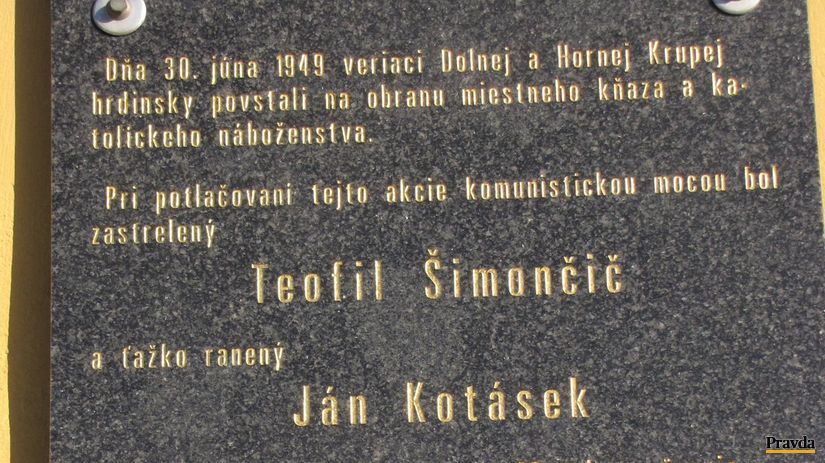 Dňa 30. júna 1949 veriaci Dolnej a Hornej Krupej
hrdinsky povstali na obranu miestneho kňaza a ka-
tolíckeho náboženstva.
Pri potlačovaní tejto akcie komunistickou mocou bol
zastrelený
Teofil Šimončič
a ťažko ranený
Ján Kotásek
Pravda